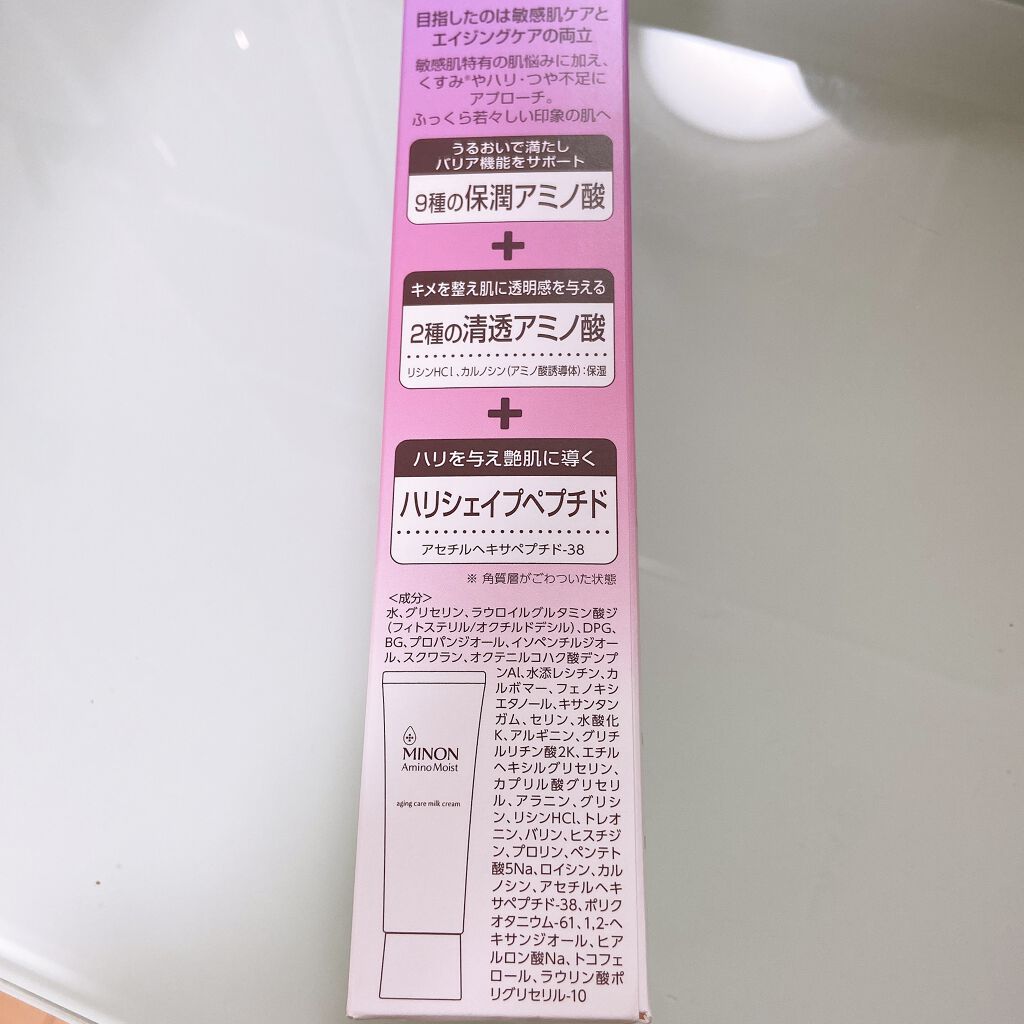 目指したのは敏感肌ケアと
エイジングケアの両立
敏感肌特有の肌悩みに加え、
くすみ※やハリ・つや不足に
アプローチ。
ふっくら若々しい印象の肌へ
うるおいで満たし
バリア機能をサポート
9種の保潤アミノ酸
+
キメを整え肌に透明感を与える
2種の清透アミノ酸
リシンHCl、カルノシン(アミノ酸誘導体):保湿
+
ハリを与え艶肌に導く
ハリシェイプペプチド
アセチルヘキサペプチド-38
※ 角質層がごわついた状態
<成分>
水、グリセリン、ラウロイルグルタミン酸ジ
(フィトステリル/オクチルドデシル)、DPG、
BG、プロパンジオール、イソペンチルジオー
ル、スクワラン、オクテニルコハク酸デンプ
ンAl、水添レシチン、カ
ルボマー、フェノキシ
エタノール、キサンタン
ガム、セリン、水酸化
K、アルギニン、グリチ
ルリチン酸2K、エチル
ヘキシルグリセリン、
カプリル酸グリセリ
ル、アラニン、グリシ
ン、リシンHCl、トレオ
ニン、バリン、ヒスチジ
ン、プロリン、ペンテト
酸5Na、ロイシン、カル
ノシン、アセチルヘキ
サペプチド-38、ポリク
オタニウム-61、1,2-ヘ
キサンジオール、ヒア
ルロン酸Na、トコフェ
ロール、ラウリン酸ポ
リグリセリル-10
MINON
Amino Moist
aging care milk cream